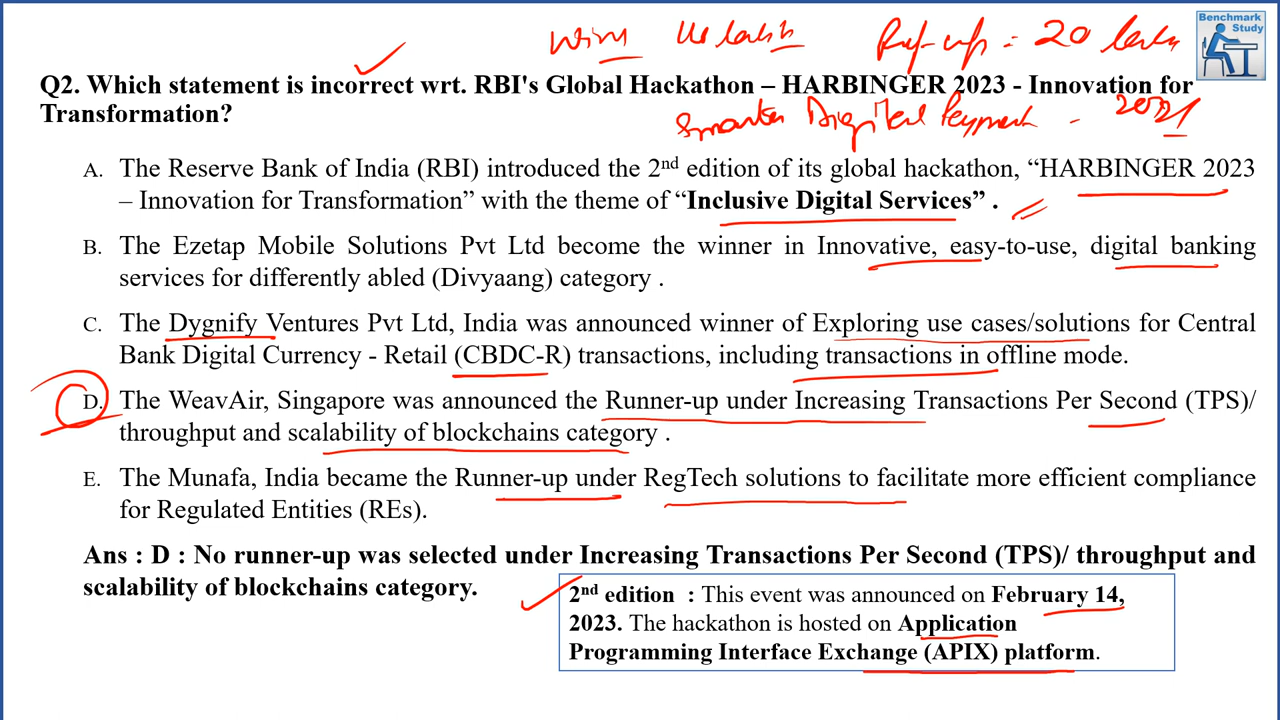 wins Runner-up = 20 lakh
Benchmark
Study
Q2. Which statement is incorrect wrt. RBI's Global Hackathon – HARBINGER 2023 - Innovation for
Transformation?
Smarter Digital Payment - 2021
A. The Reserve Bank of India (RBI) introduced the 2nd edition of its global hackathon, “HARBINGER 2023
– Innovation for Transformation” with the theme of “Inclusive Digital Services” .
B. The Ezetap Mobile Solutions Pvt Ltd become the winner in Innovative, easy-to-use, digital banking
services for differently abled (Divyaang) category .
C. The Dygnify Ventures Pvt Ltd, India was announced winner of Exploring use cases/solutions for Central
Bank Digital Currency - Retail (CBDC-R) transactions, including transactions in offline mode.
D. The WeavAir, Singapore was announced the Runner-up under Increasing Transactions Per Second (TPS)/
throughput and scalability of blockchains category .
E. The Munafa, India became the Runner-up under RegTech solutions to facilitate more efficient compliance
for Regulated Entities (REs).
Ans : D : No runner-up was selected under Increasing Transactions Per Second (TPS)/ throughput and
scalability of blockchains category.
2nd edition : This event was announced on February 14,
2023. The hackathon is hosted on Application
Programming Interface Exchange (APIX) platform.